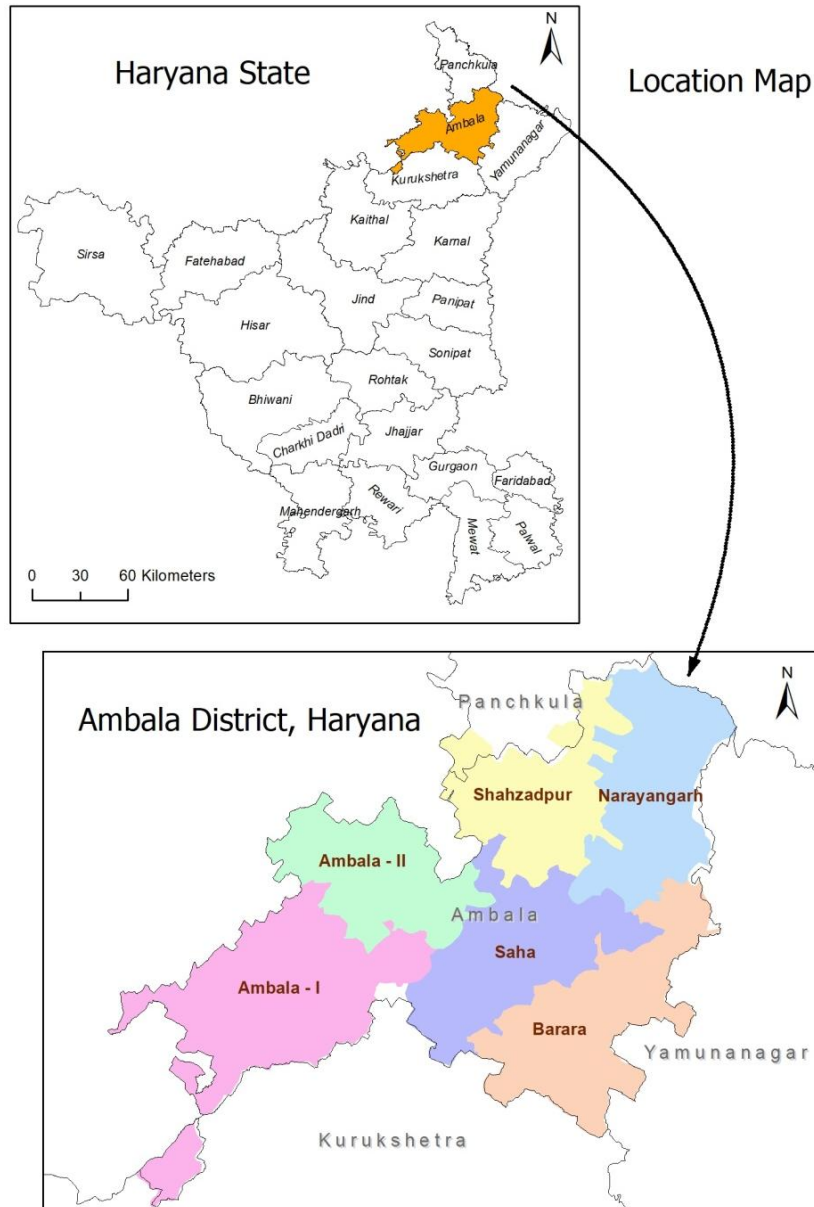 Haryana State
N
Location Map
Panchkula
Ambala
Yamunanagar
Kurukshetra
Kaithal
Karnal
Sirsa
Fatehabad
Jind
Panipat
Hisar
Sonipat
Rohtak
Bhiwani
Charkhi Dadri
Jhajjar
Gurgaon
Faridabad
Mahendergarh
Rewari
Mewat
Palwal
0 30 60 Kilometers
Ambala District, Haryana
N
Panchkula
Shahzadpur
Narayangarh
Ambala - II
Ambala
Saha
Ambala - I
Barara
Yamunanagar
Kurukshetra